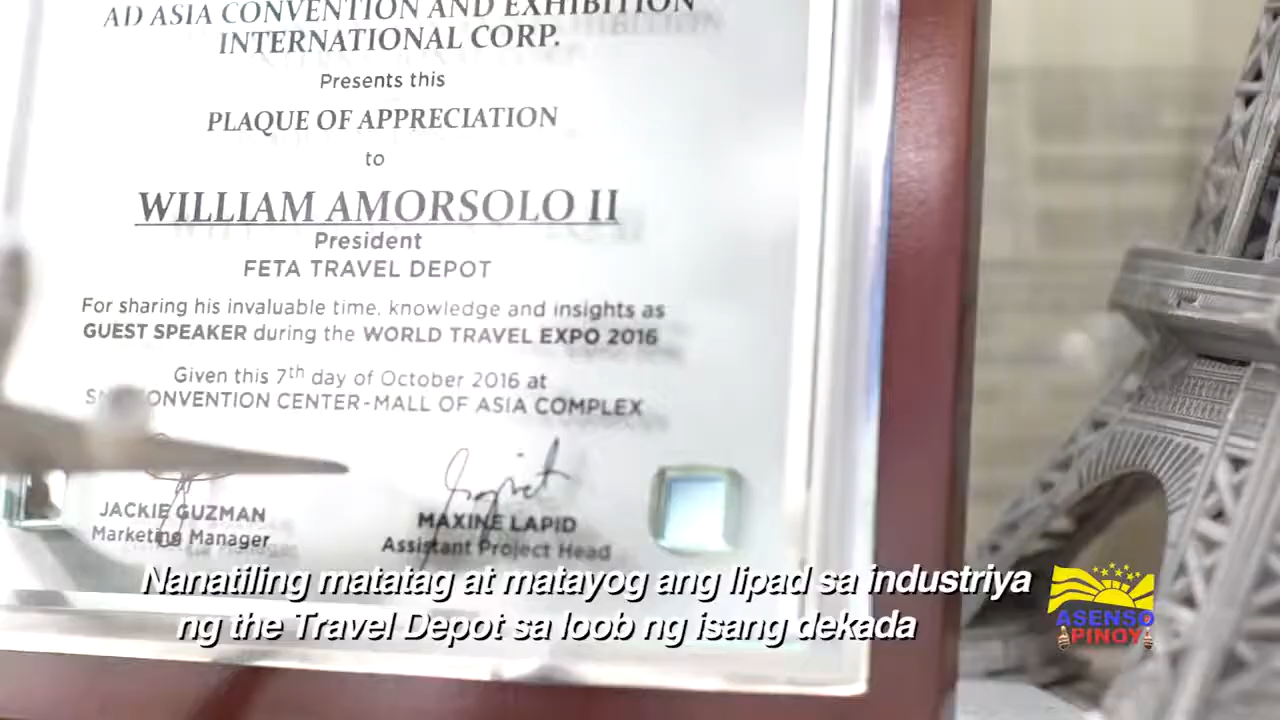 AD ASIA CONVENTION AND EXHIBITION
INTERNATIONAL CORP.
Presents this
PLAQUE OF APPRECIATION
to
WILLIAM AMORSOLO II
President
FETA TRAVEL DEPOT
For sharing his invaluable time, knowledge and insights as
GUEST SPEAKER during the WORLD TRAVEL EXPO 2016
Given this 7th day of October 2016 at
CONVENTION CENTER-MALL OF ASIA COMPLEX
JACKIE GUZMAN
Marketing Manager
MAXINE LAPID
Assistant Project Head
Nanatiling matatag at matayog ang lipad sa industriya
ng the Travel Depot sa loob ng isang dekada
ASENSO
PINOY